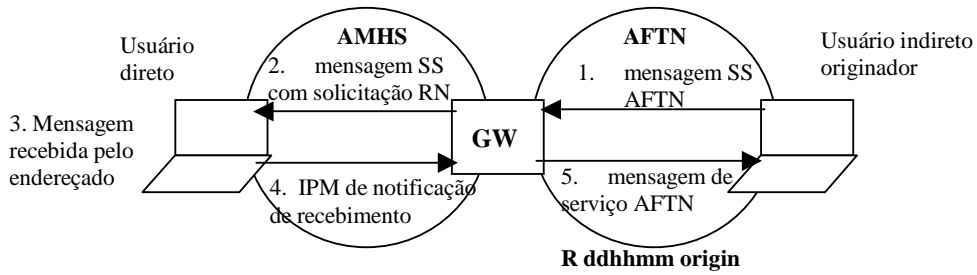 Usuário
direto
AMHS
2. mensagem SS
com solicitação RN
AFTN
1. mensagem SS
AFTN
Usuário indireto
originador
3. Mensagem
recebida pelo
endereçado
GW
4. IPM de notificação
de recebimento
5. mensagem de
serviço AFTN
R ddhhmm origin